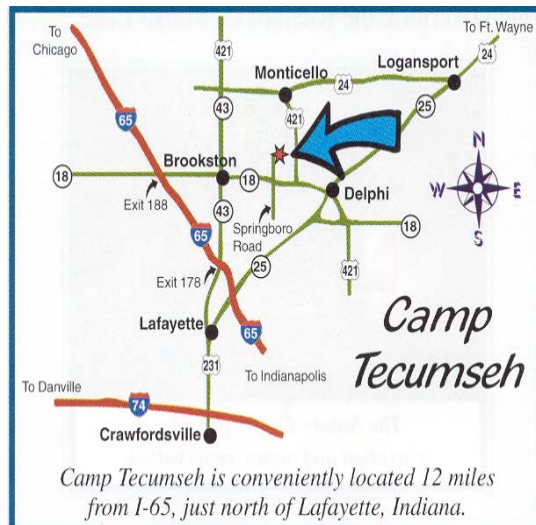 To
Chicago
421
To Ft. Wayne
24
Logansport
Monticello
24
43
421
25
65
Brookston
18
18
Delphi
Exit 188
43
Springboro
Road
18
65
25
421
Exit 178
Lafayette
65
231
To Indianapolis
Camp
Tecumseh
To Danville
74
Crawfordsville
N
W
E
S
Camp Tecumseh is conveniently located 12 miles
from I-65, just north of Lafayette, Indiana.